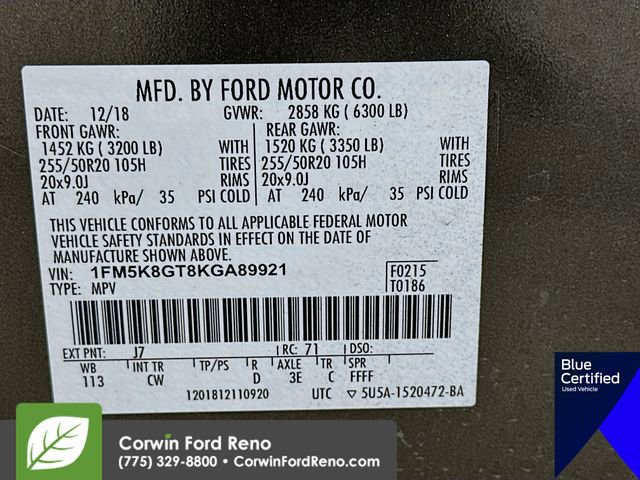 MFD. BY FORD MOTOR CO.
DATE: 12/18 GVWR: 2858 KG ( 6300 LB)
FRONT GAWR: REAR GAWR:
1452 KG ( 3200 LB) WITH 1520 KG ( 3350 LB) WITH
255/50R20 105H TIRES 255/50R20 105H TIRES
20x9.0J RIMS 20x9.0J RIMS
AT 240 kPa/ 35 PSI COLD AT 240 kPa/ 35 PSI COLD
THIS VEHICLE CONFORMS TO ALL APPLICABLE FEDERAL MOTOR
VEHICLE SAFETY STANDARDS IN EFFECT ON THE DATE OF
MANUFACTURE SHOWN ABOVE.
VIN: 1FM5K8GT8KGA89921 F0215
TYPE: MPV T0186
EXT PNT: J7 RC: 71 DSO:
WB INT TR TP/PS R AXLE TR SPR
113 CW D 3E C FFFF
1201812110920 UTC ▽ 5U5A-1520472-BA
Blue
Certified
Used Vehicle
Corwin Ford Reno
(775) 329-8800 • CorwinFordReno.com